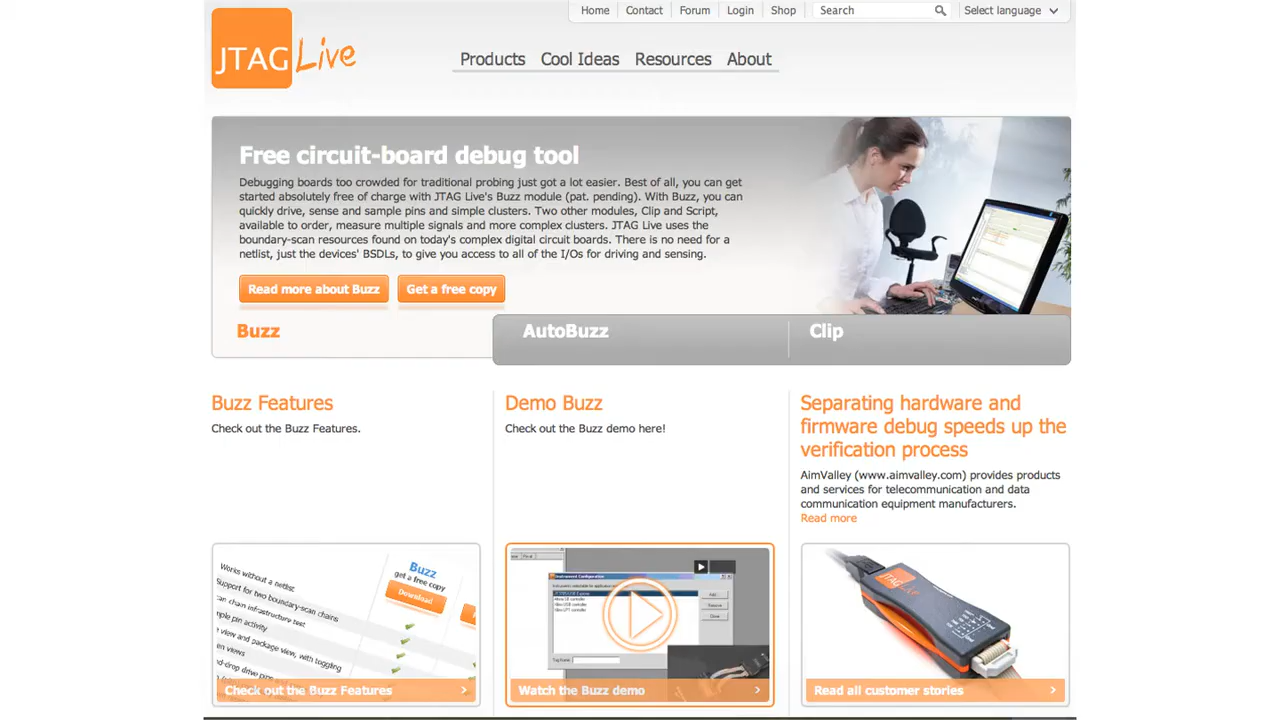 Home
Contact
Forum
Login
Shop
Search
Select language
JTAG Live
Products
Cool Ideas
Resources
About
Free circuit-board debug tool
Debugging boards too crowded for traditional probing just got a lot easier. Best of all, you can get
started absolutely free of charge with JTAG Live's Buzz module (pat. pending). With Buzz, you can
quickly drive, sense and sample pins and simple clusters. Two other modules, Clip and Script,
available to order, measure multiple signals and more complex clusters. JTAG Live uses the
boundary-scan resources found on today's complex digital circuit boards. There is no need for a
netlist, just the devices' BSDLs, to give you access to all of the I/Os for driving and sensing.
Read more about Buzz
Get a free copy
Buzz
AutoBuzz
Clip
Buzz Features
Check out the Buzz Features.
Demo Buzz
Check out the Buzz demo here!
Separating hardware and
firmware debug speeds up the
verification process
AimValley (www.aimvalley.com) provides products
and services for telecommunication and data
communication equipment manufacturers.
Read more
Buzz
get a free copy
Download
Works without a netlist
Support for two boundary-scan chains
chain infrastructure test
pin activity
view and package view, with toggling
views
drop drive pins
Check out the Buzz Features
Watch the Buzz demo
JTAG Live
Read all customer stories